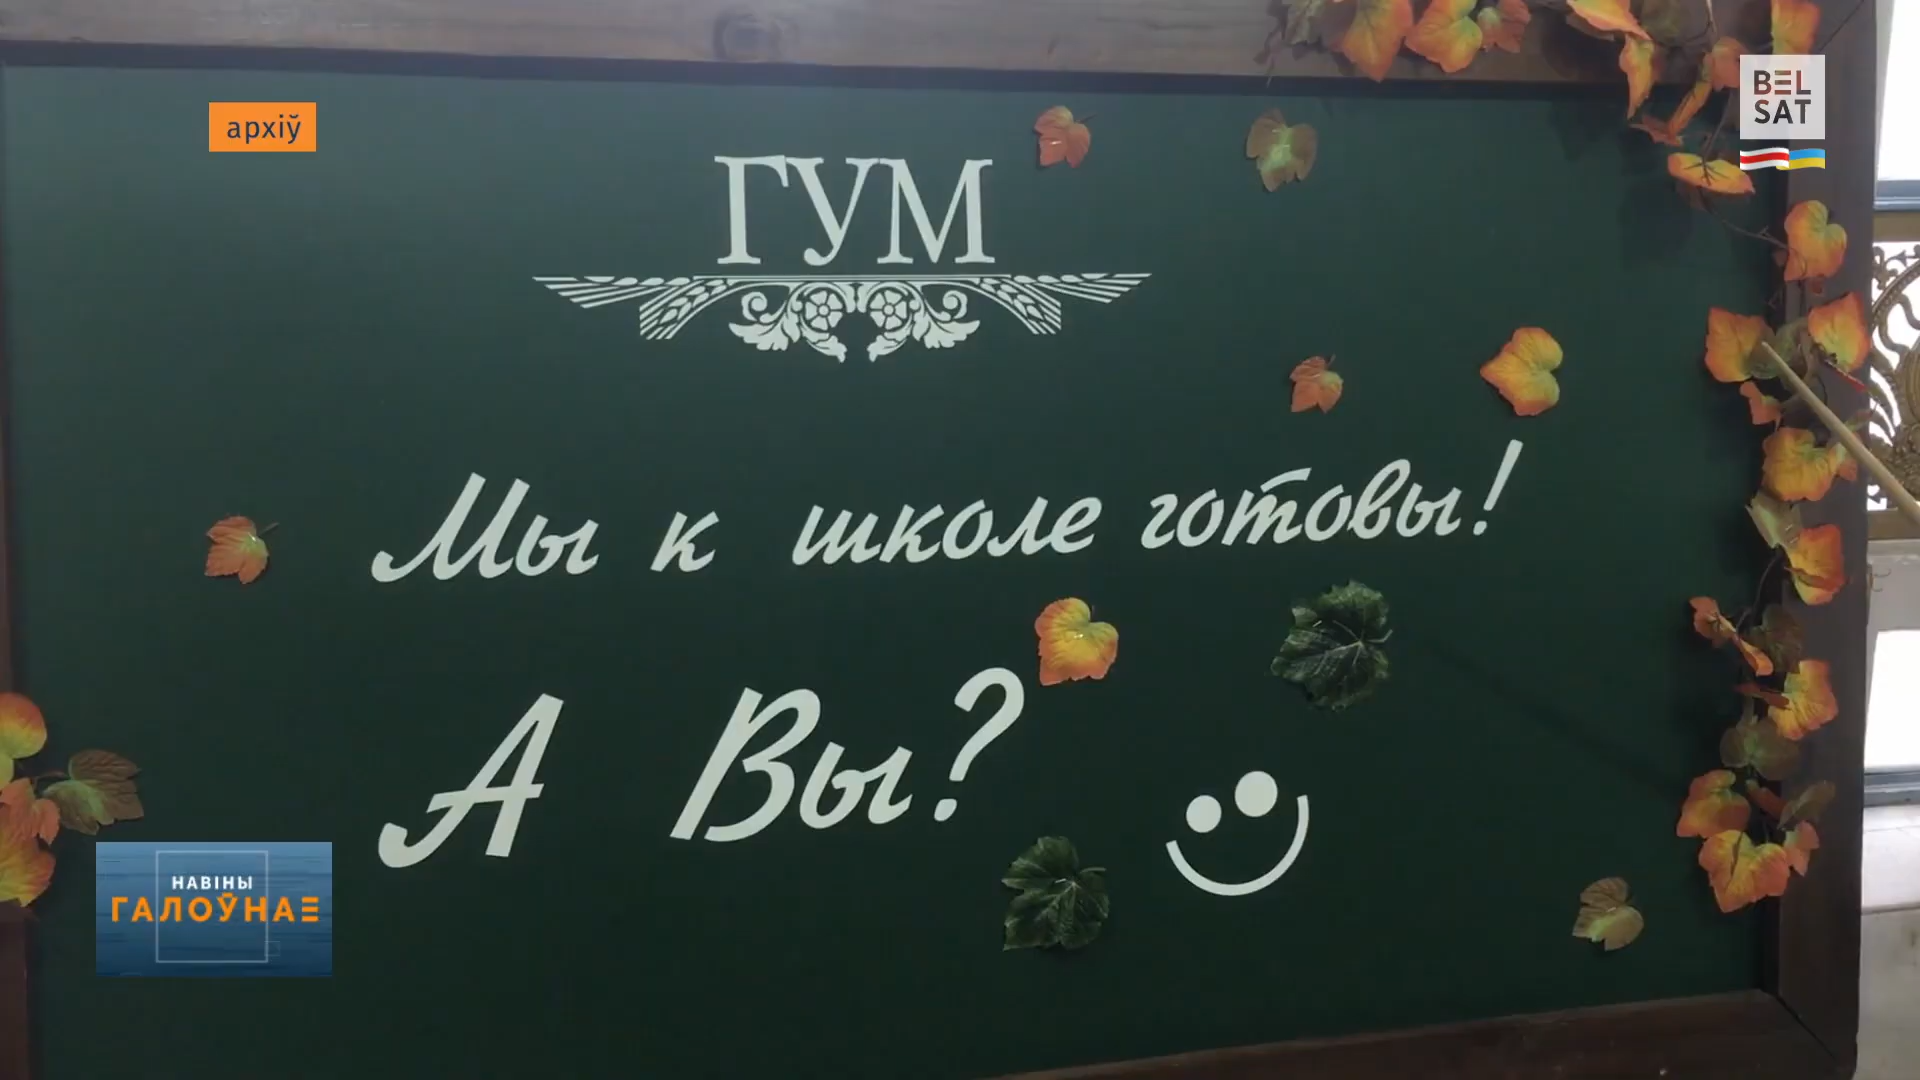 архіў
BEL
SAT
ГУМ
Мы к школе готовы!
А Вы?
НАВІНЫ
ГАЛОЎНАЕ